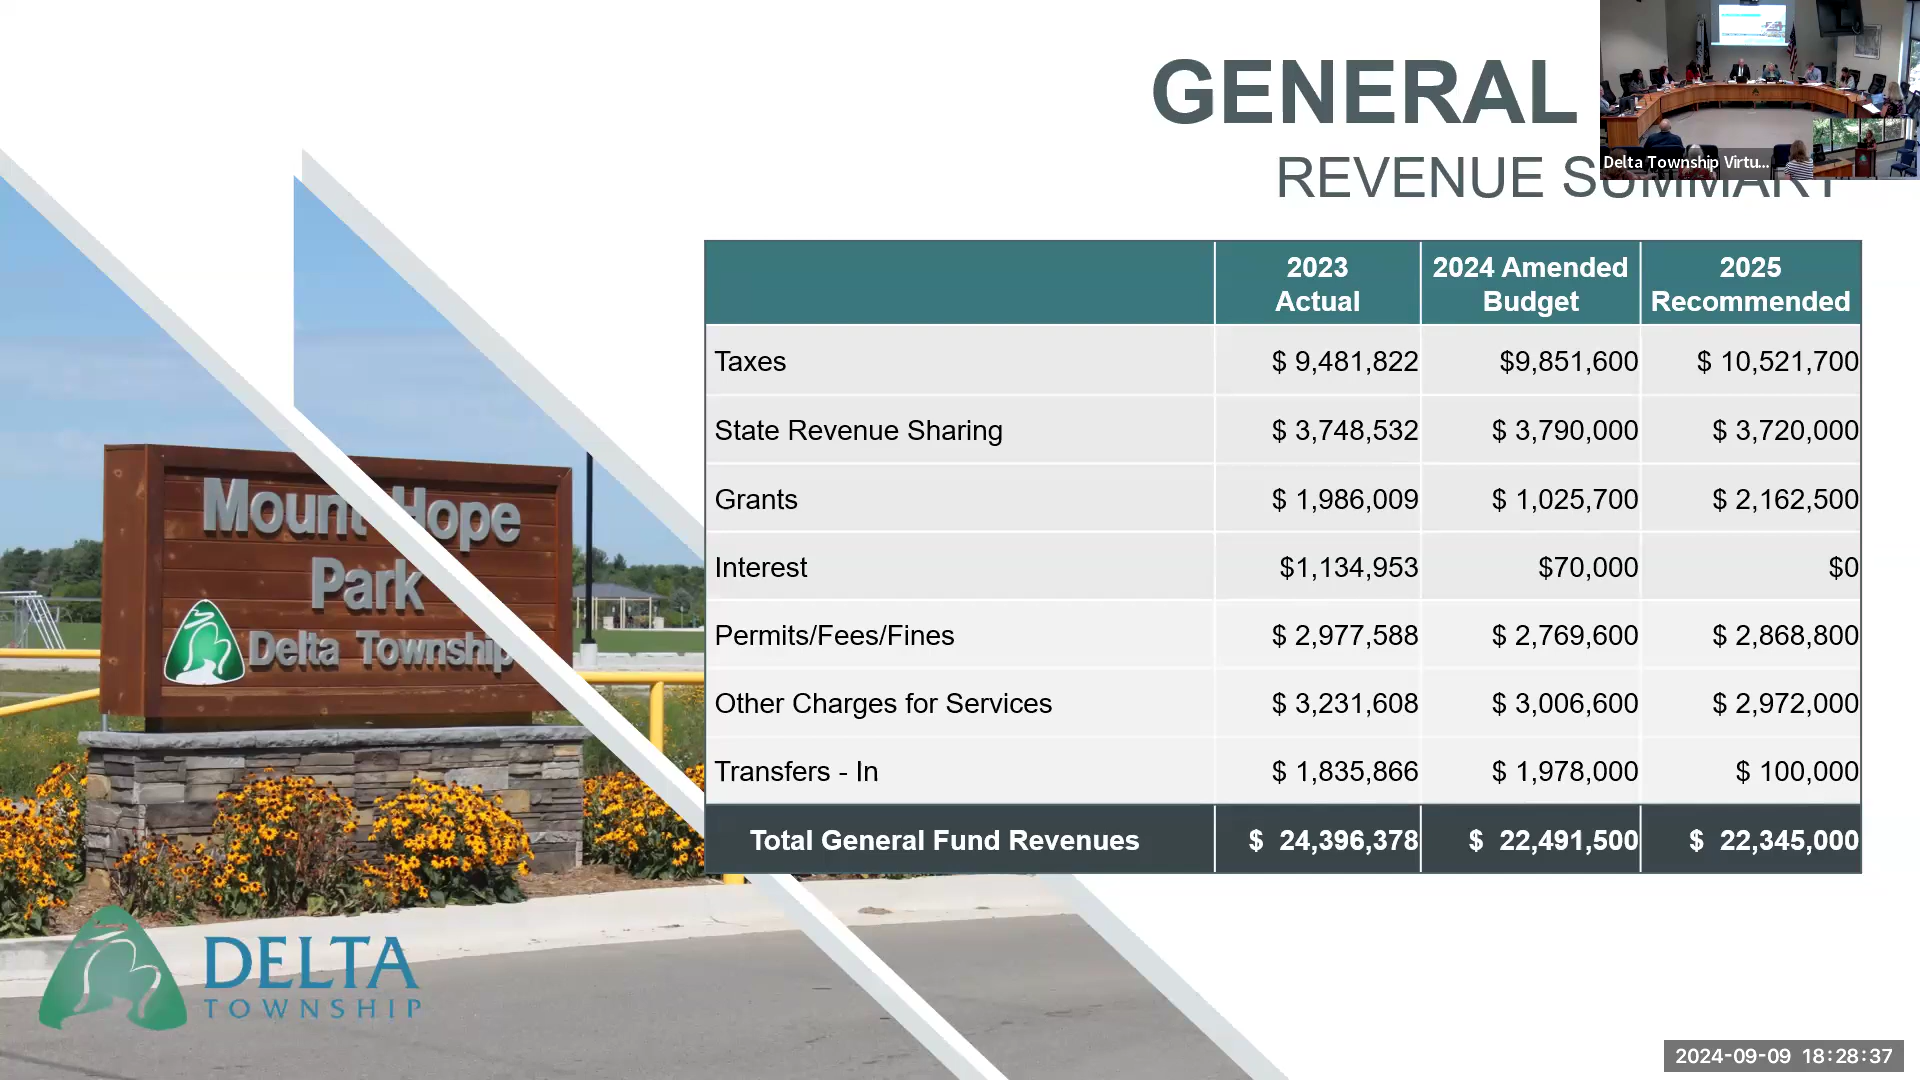 GENERAL
REVENUE SUMMARY
Delta Township Virtu...
2023 Actual
2024 Amended Budget
2025 Recommended
Taxes $ 9,481,822 $9,851,600 $ 10,521,700
State Revenue Sharing $ 3,748,532 $ 3,790,000 $ 3,720,000
Grants $ 1,986,009 $ 1,025,700 $ 2,162,500
Interest $1,134,953 $70,000 $0
Permits/Fees/Fines $ 2,977,588 $ 2,769,600 $ 2,868,800
Other Charges for Services $ 3,231,608 $ 3,006,600 $ 2,972,000
Transfers - In $ 1,835,866 $ 1,978,000 $ 100,000
Total General Fund Revenues $ 24,396,378 $ 22,491,500 $ 22,345,000
Mount Hope
Park
Delta Township
DELTA
TOWNSHIP
2024-09-09 18:28:37